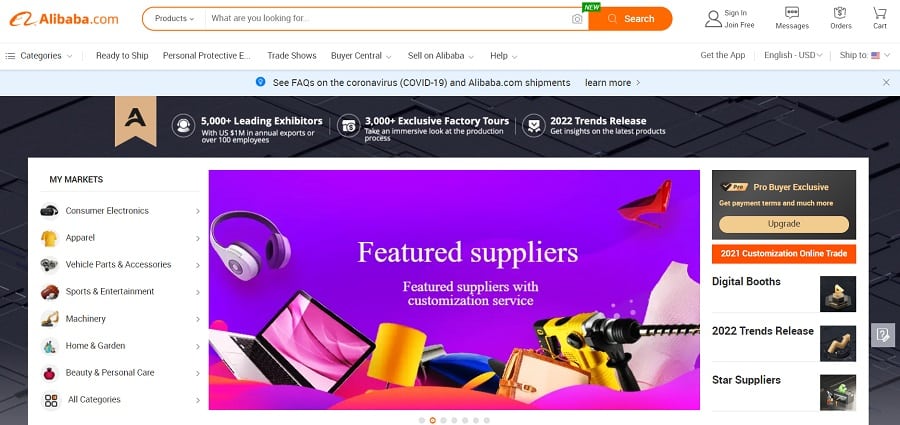 Alibaba.com
Products
What are you looking for...
NEW
Search
Sign In
Join Free
Messages
Orders
Cart
Categories
Ready to Ship
Personal Protective E...
Trade Shows
Buyer Central
Sell on Alibaba
Help
Get the App
English - USD
Ship to:
See FAQs on the coronavirus (COVID-19) and Alibaba.com shipments learn more
A
5,000+ Leading Exhibitors
With US $1M in annual exports or
over 100 employees
3,000+ Exclusive Factory Tours
Take an immersive look at the production
process
2022 Trends Release
Get insights on the latest products
MY MARKETS
Consumer Electronics
Apparel
Vehicle Parts & Accessories
Sports & Entertainment
Machinery
Home & Garden
Beauty & Personal Care
All Categories
Featured suppliers
Featured suppliers with
customization service
Pro
Pro Buyer Exclusive
Get payment terms and much more
Upgrade
2021 Customization Online Trade
Digital Booths
2022 Trends Release
Star Suppliers